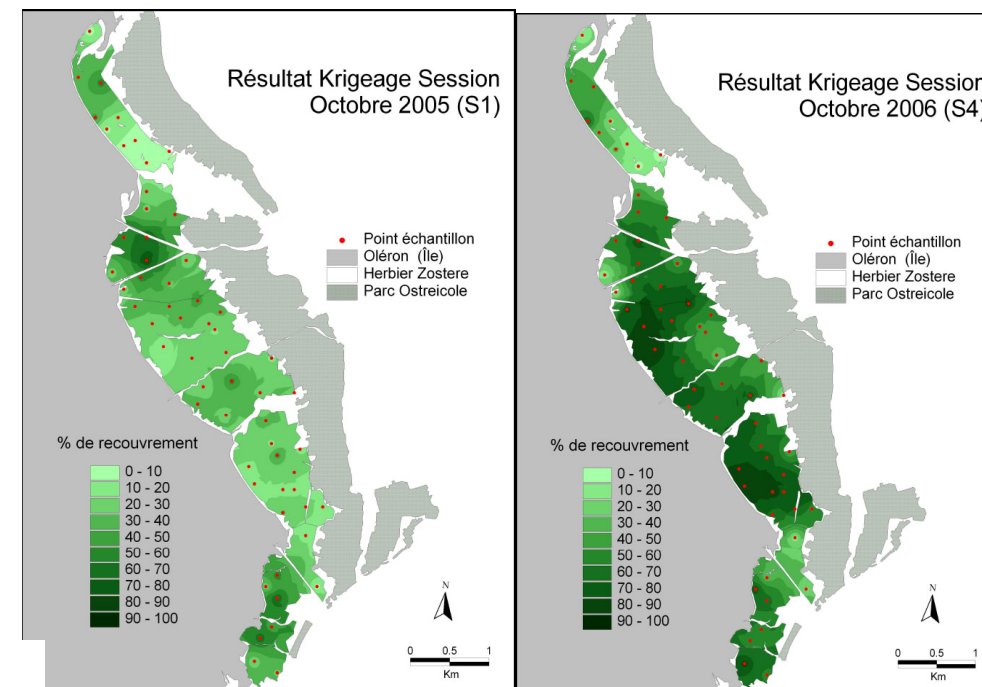 Résultat Krigeage Session
Octobre 2005 (S1)
Point échantillon
Oléron (Île)
Herbier Zostere
Parc Ostreicole
% de recouvrement
0 - 10
10 - 20
20 - 30
30 - 40
40 - 50
50 - 60
60 - 70
70 - 80
80 - 90
90 - 100
N
0 0.5 1
Km
Résultat Krigeage Session
Octobre 2006 (S4)
Point échantillon
Oléron (Île)
Herbier Zostere
Parc Ostreicole
% de recouvrement
0 - 10
10 - 20
20 - 30
30 - 40
40 - 50
50 - 60
60 - 70
70 - 80
80 - 90
90 - 100
N
0 0.5 1
Km